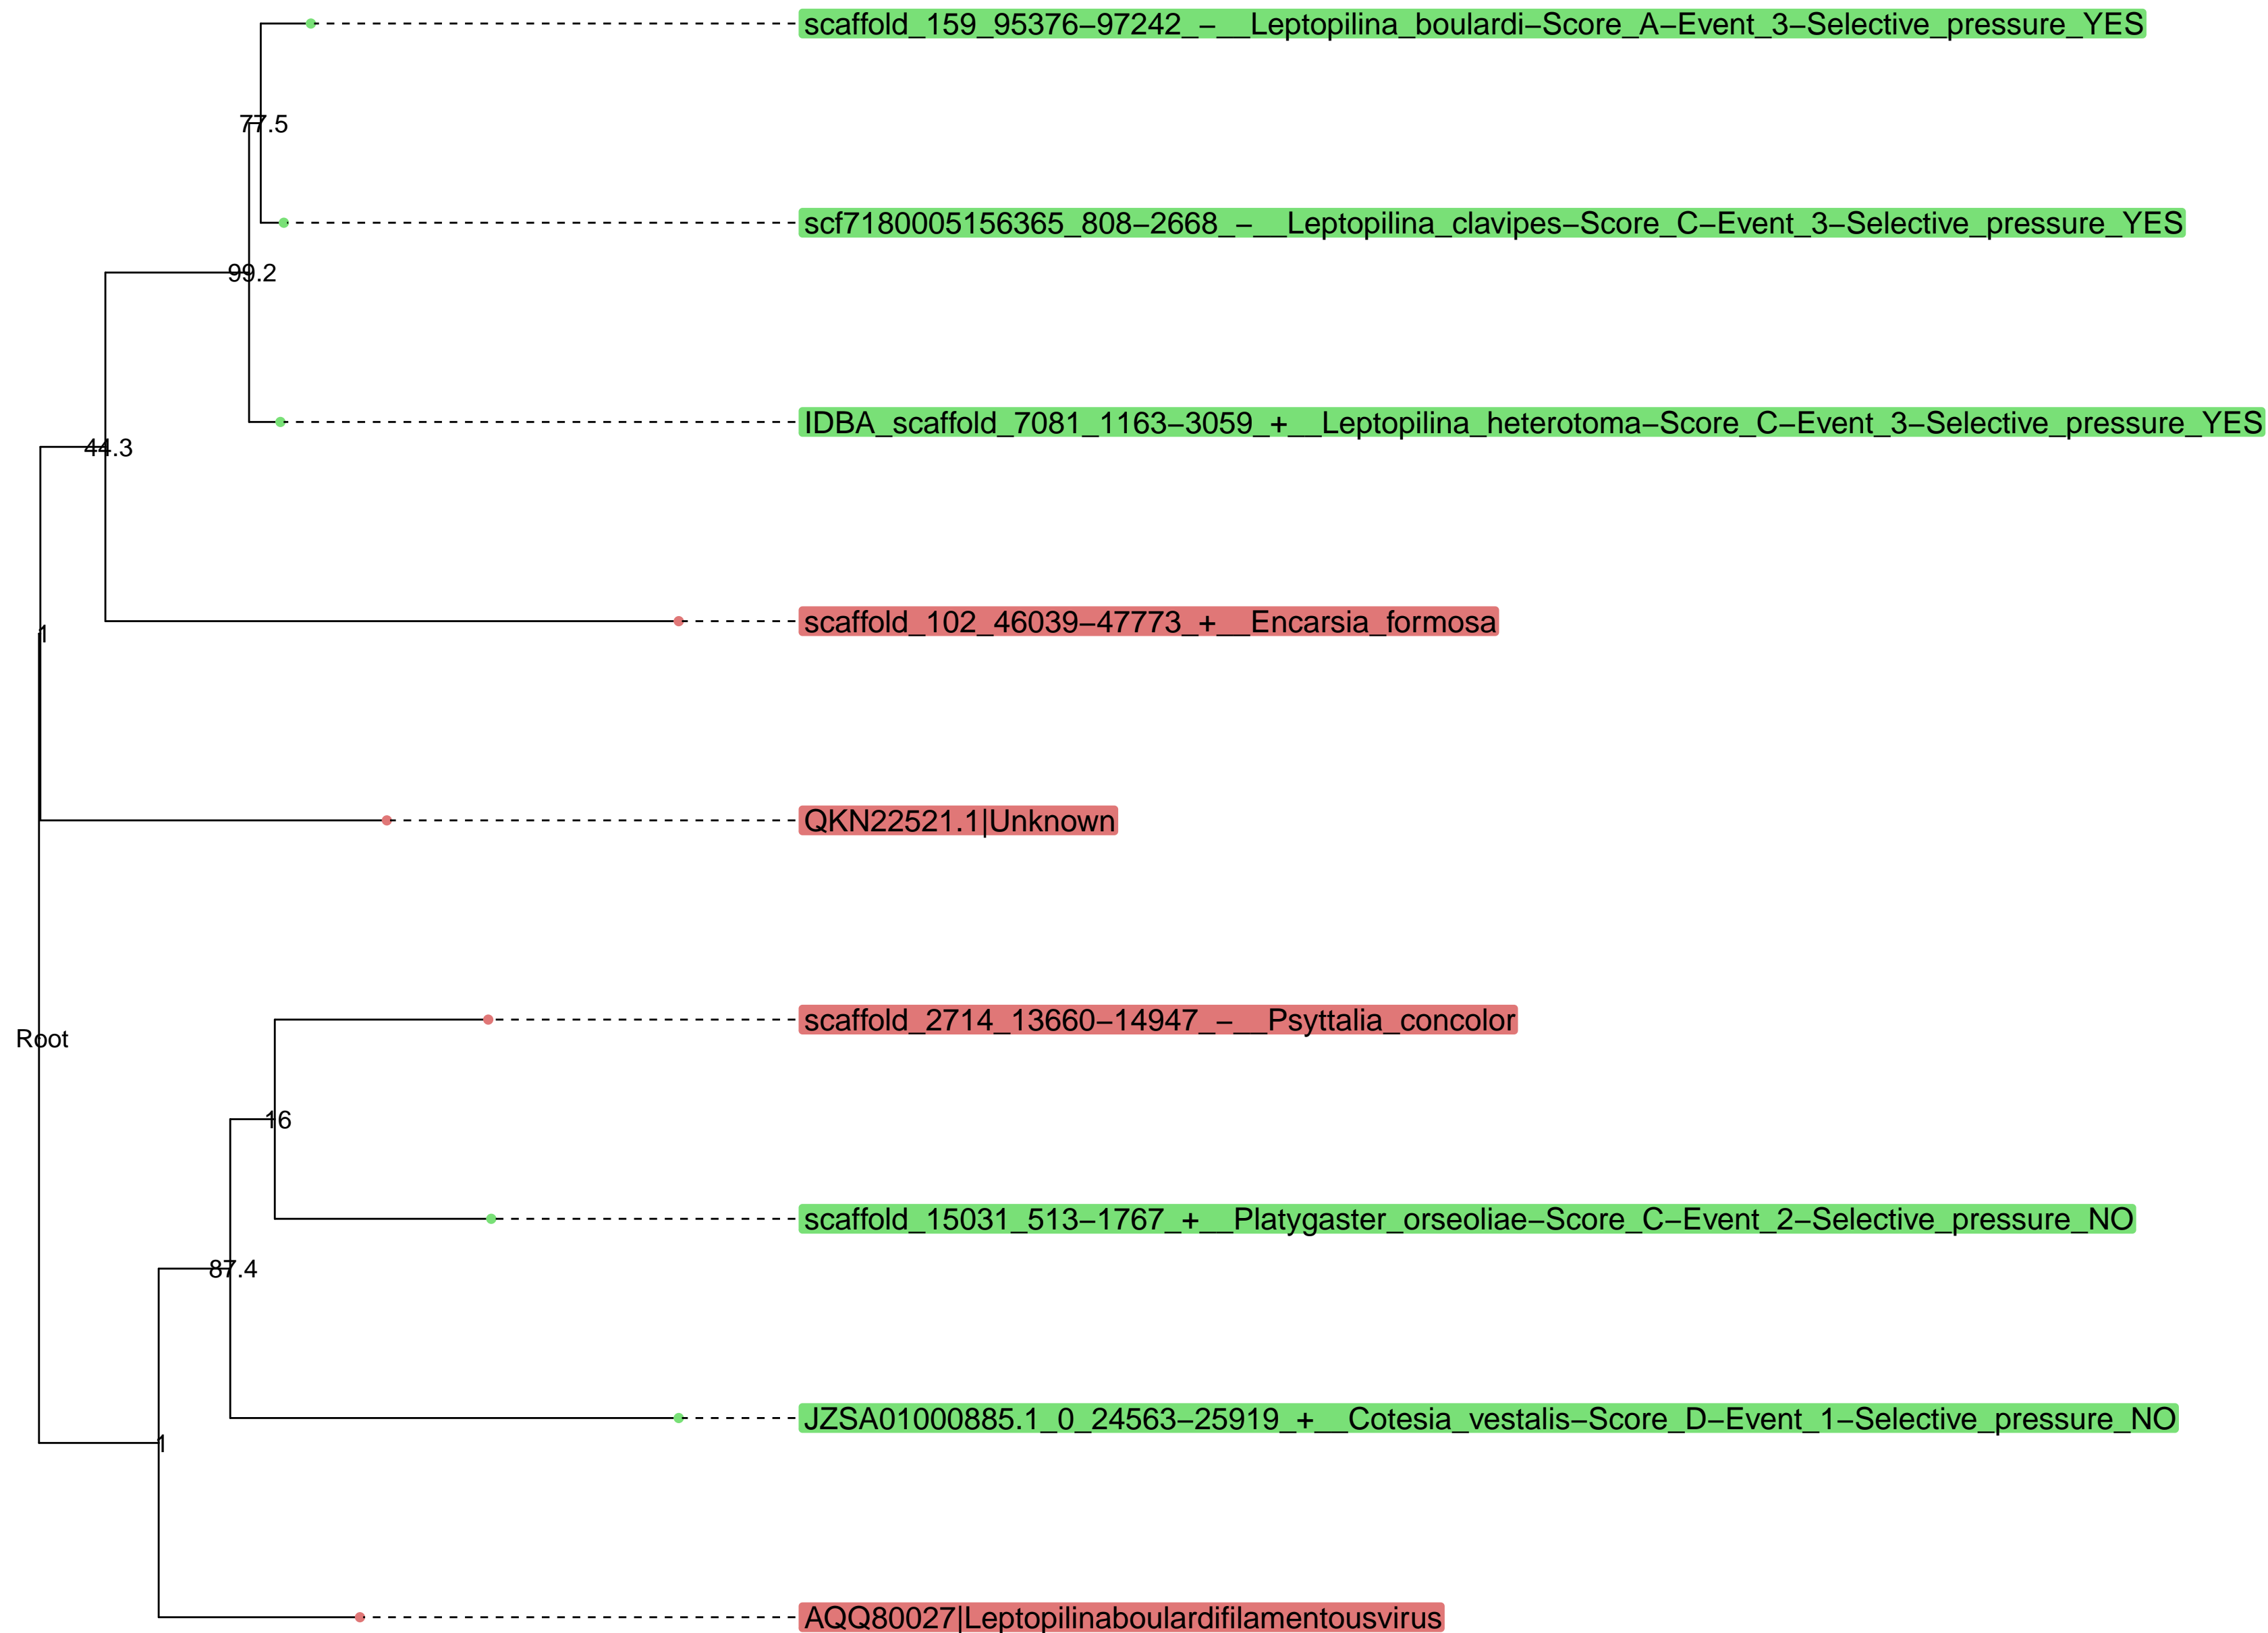 scaffold_159_95376−97242_−__Leptopilina_boulardi−Score_A−Event_3−Selective_pressure_YES
77.5
scf7180005156365_808−2668_−__Leptopilina_clavipes−Score_C−Event_3−Selective_pressure_YES
99.2
IDBA_scaffold_7081_1163−3059_+__Leptopilina_heterotoma−Score_C−Event_3−Selective_pressure_YES
44.3
scaffold_102_46039−47773_+__Encarsia_formosa
1
QKN22521.1|Unknown
scaffold_2714_13660−14947_−__Psyttalia_concolor
Root
16
scaffold_15031_513−1767_+__Platygaster_orseoliae−Score_C−Event_2−Selective_pressure_NO
87.4
JZSA01000885.1_0_24563−25919_+__Cotesia_vestalis−Score_D−Event_1−Selective_pressure_NO
1
AQQ80027|Leptopilinaboulardifilamentousvirus